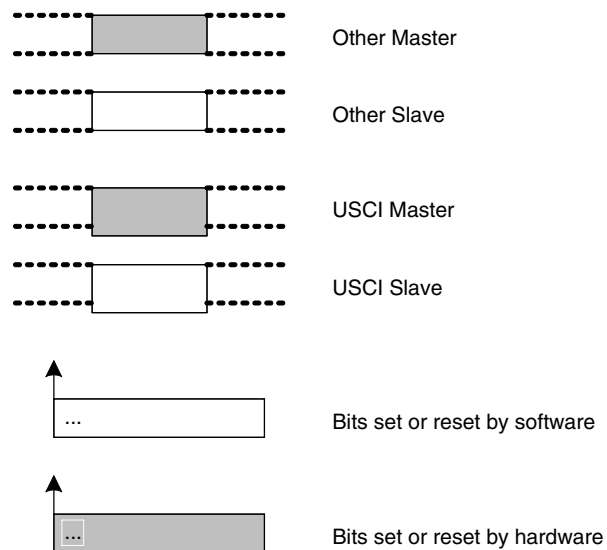 Other Master
Other Slave
USCI Master
USCI Slave
...
Bits set or reset by software
...
Bits set or reset by hardware